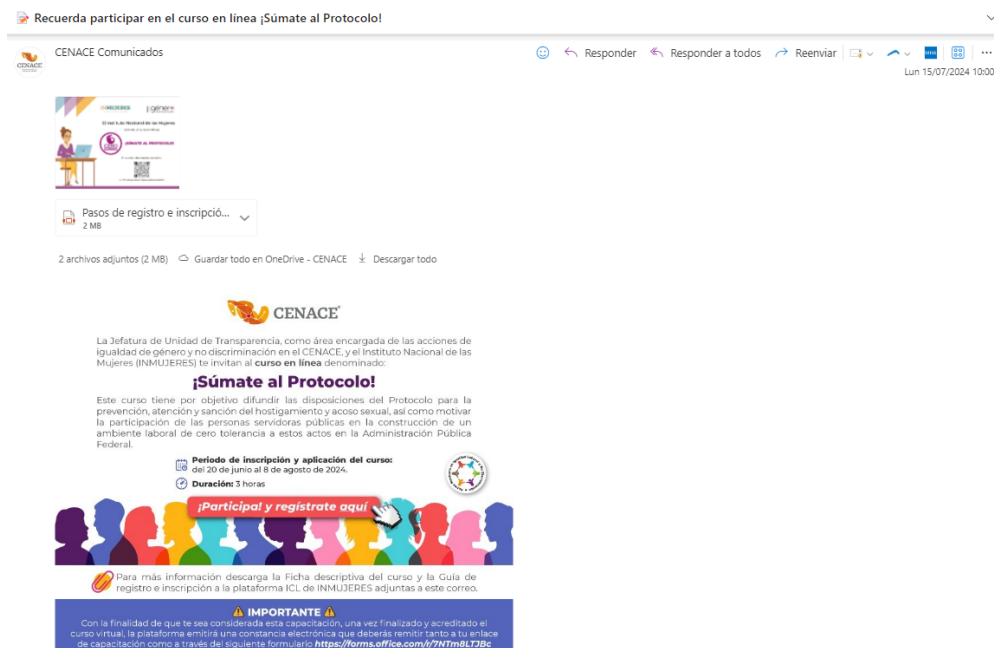 Recuerda participar en el curso en línea ¡Súmate al Protocolo!
CENACE Comunicados
Responder
Responder a todos
Reenviar
Lun 15/07/2024 10:00
CENACE
INMUJERES
El Instituto Nacional de las Mujeres
¡SÚMATE AL PROTOCOLO!
Pasos de registro e inscripció...
2 MB
2 archivos adjuntos (2 MB)
Guardar todo en OneDrive - CENACE
Descargar todo
CENACE®
La Jefatura de Unidad de Transparencia, como área encargada de las acciones de
igualdad de género y no discriminación en el CENACE, y el Instituto Nacional de las
Mujeres (INMUJERES) te invitan al curso en línea denominado:
¡Súmate al Protocolo!
Este curso tiene por objetivo difundir las disposiciones del Protocolo para la
prevención, atención y sanción del hostigamiento y acoso sexual, así como motivar
la participación de las personas servidoras públicas en la construcción de un
ambiente laboral de cero tolerancia a estos actos en la Administración Pública
Federal.
Periodo de inscripción y aplicación del curso:
del 20 de junio al 8 de agosto de 2024.
Duración: 3 horas
¡Participa! y regístrate aquí
Para más información descarga la Ficha descriptiva del curso y la Guía de
registro e inscripción a la plataforma ICL de INMUJERES adjuntas a este correo.
IMPORTANTE
Con la finalidad de que te sea considerada esta capacitación, una vez finalizado y acreditado el
curso virtual, la plataforma emitirá una constancia electrónica que deberás remitir tanto a tu enlace
de capacitación como a través del siguiente formulario https://forms.office.com/r/7NTm8LTJBc